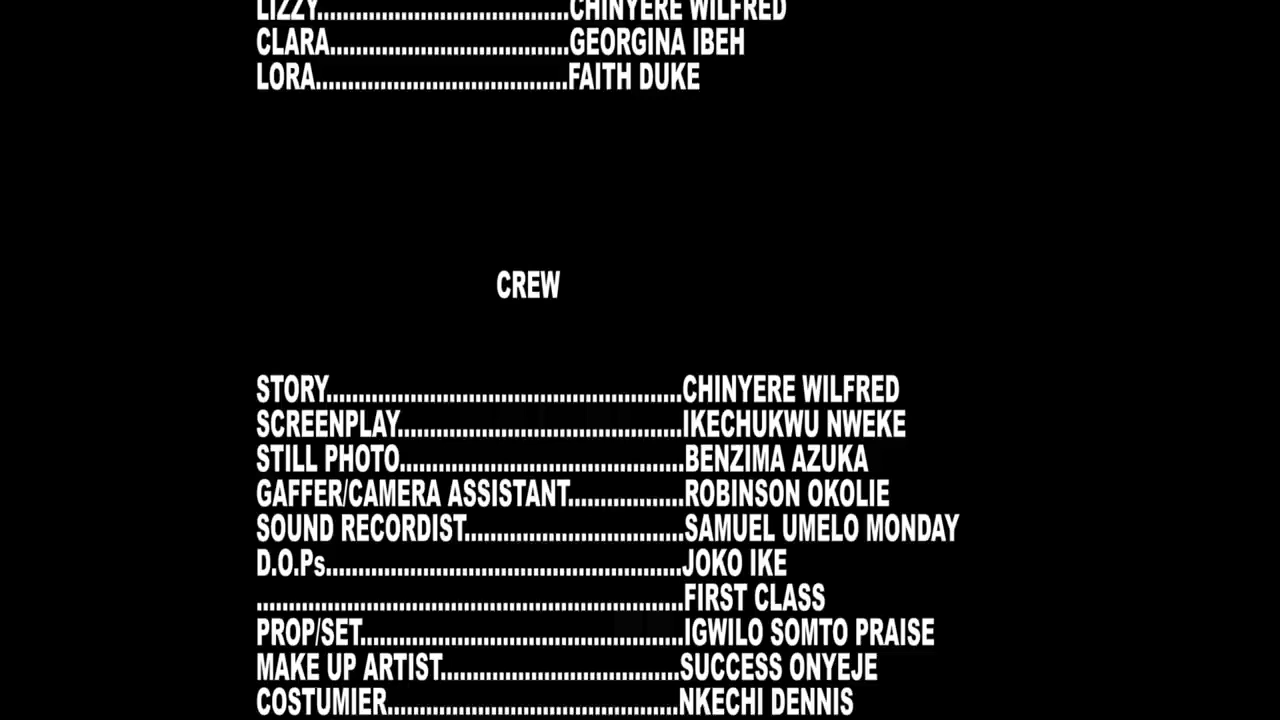 LIZZY.......................................CHINYERE WILFRED
CLARA.....................................GEORGINA IBEH
LORA.......................................FAITH DUKE
CREW
STORY.......................................................CHINYERE WILFRED
SCREENPLAY............................................IKECHUKWU NWEKE
STILL PHOTO............................................BENZIMA AZUKA
GAFFER/CAMERA ASSISTANT..................ROBINSON OKOLIE
SOUND RECORDIST..................................SAMUEL UMELO MONDAY
D.O.Ps.......................................................JOKO IKE
..................................................................FIRST CLASS
PROP/SET..................................................IGWILO SOMTO PRAISE
MAKE UP ARTIST.....................................SUCCESS ONYEJE
COSTUMIER.............................................NKECHI DENNIS